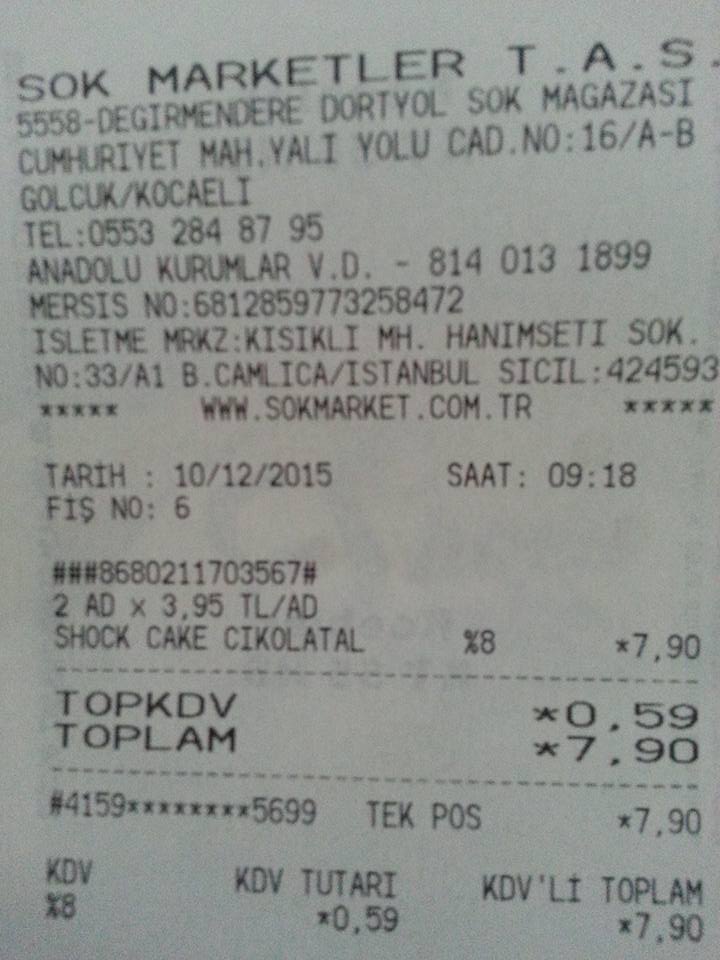 SOK MARKETLER T.A.S.
5558-DEGIRMENDERE DORTYOL SOK MAGAZASI
CUMHURIYET MAH.YALI YOLU CAD.NO:16/A-B
GOLCUK/KOCAELI
TEL:0553 284 87 95
ANADOLU KURUMLAR V.D. - 814 013 1899
MERSIS NO:6812859773258472
ISLETME MRKZ:KISIKLI MH. HANIMSETI SOK.
NO:33/A1 B.CAMLICA/ISTANBUL SICIL:424593
***** WWW.SOKMARKET.COM.TR *****
TARİH : 10/12/2015 SAAT: 09:18
FİŞ NO: 6
###8680211703567#
2 AD x 3,95 TL/AD
SHOCK CAKE CIKOLATAL %8 *7,90
TOPKDV *0,59
TOPLAM *7,90
#4159********5699 TEK POS *7,90
KDV KDV TUTARI KDV'Lİ TOPLAM
%8 *0,59 *7,90